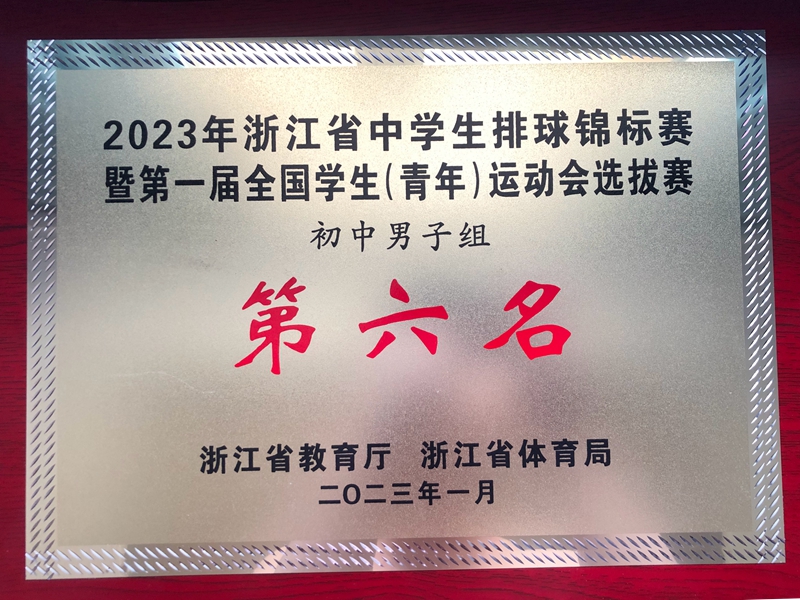 2023年浙江省中学生排球锦标赛
暨第一届全国学生(青年)运动会选拔赛
初中男子组
第六名
浙江省教育厅 浙江省体育局
二〇二三年一月